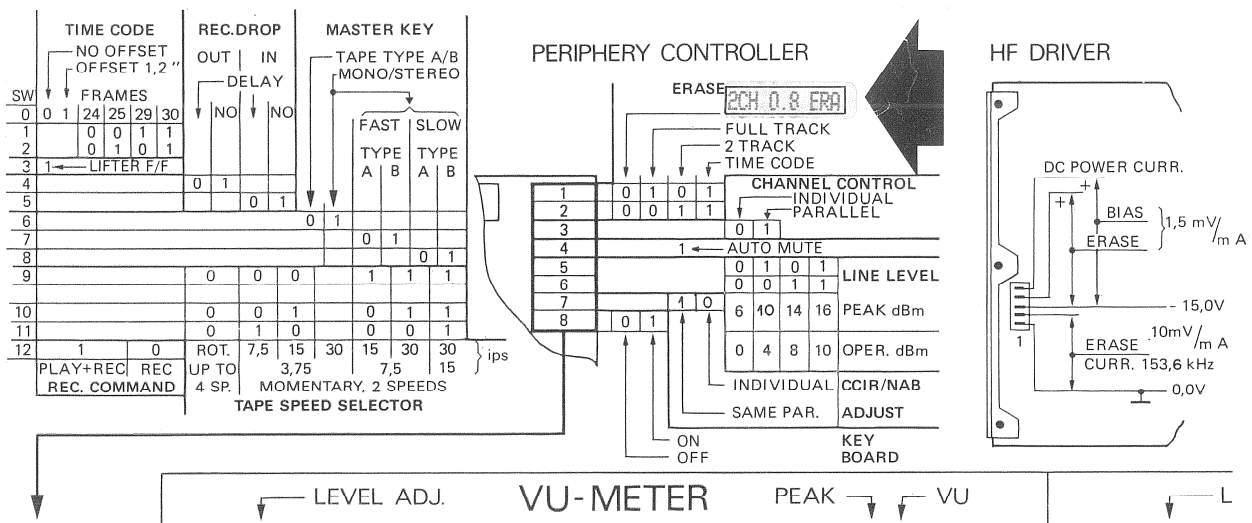 TIME CODE
NO OFFSET
OFFSET 1,2"
FRAMES
SW
0 0 1 24 25 29 30
1 0 0 1 1
2 0 1 0 1
3 1 LIFTER F/F
REC.DROP
OUT IN
DELAY
NO NO
4 0 1
5 0 1
MASTER KEY
TAPE TYPE A/B
MONO/STEREO
FAST SLOW
TYPE TYPE
A B A B
6 0 1
7 0 1
8 0 1
9 0 0 0 1 1 1
10 0 0 1 0 1 1
11 0 1 0 0 0 1
12 1 0 ROT. 7,5 15 30 15 30 30 ips
PLAY+REC REC UP TO 3,75 7,5 15
REC. COMMAND 4 SP. MOMENTARY, 2 SPEEDS
TAPE SPEED SELECTOR
PERIPHERY CONTROLLER
ERASE 2CH 0.8 ERA
FULL TRACK
2 TRACK
TIME CODE
1 0 1 0 1 CHANNEL CONTROL
INDIVIDUAL
2 0 0 1 1 PARALLEL
3 0 1
4 1 AUTO MUTE
5 0 1 0 1 LINE LEVEL
6 0 0 1 1
7 1 0 6 10 14 16 PEAK dBm
8 0 1
0 4 8 10 OPER. dBm
INDIVIDUAL CCIR/NAB
SAME PAR. ADJUST
ON KEY
OFF BOARD
HF DRIVER
DC POWER CURR.
+ +
BIAS
ERASE
1,5 mV/m A
- 15,0V
1
ERASE 10mV/m A
CURR. 153,6 kHz
0,0V
LEVEL ADJ. VU-METER PEAK VU L